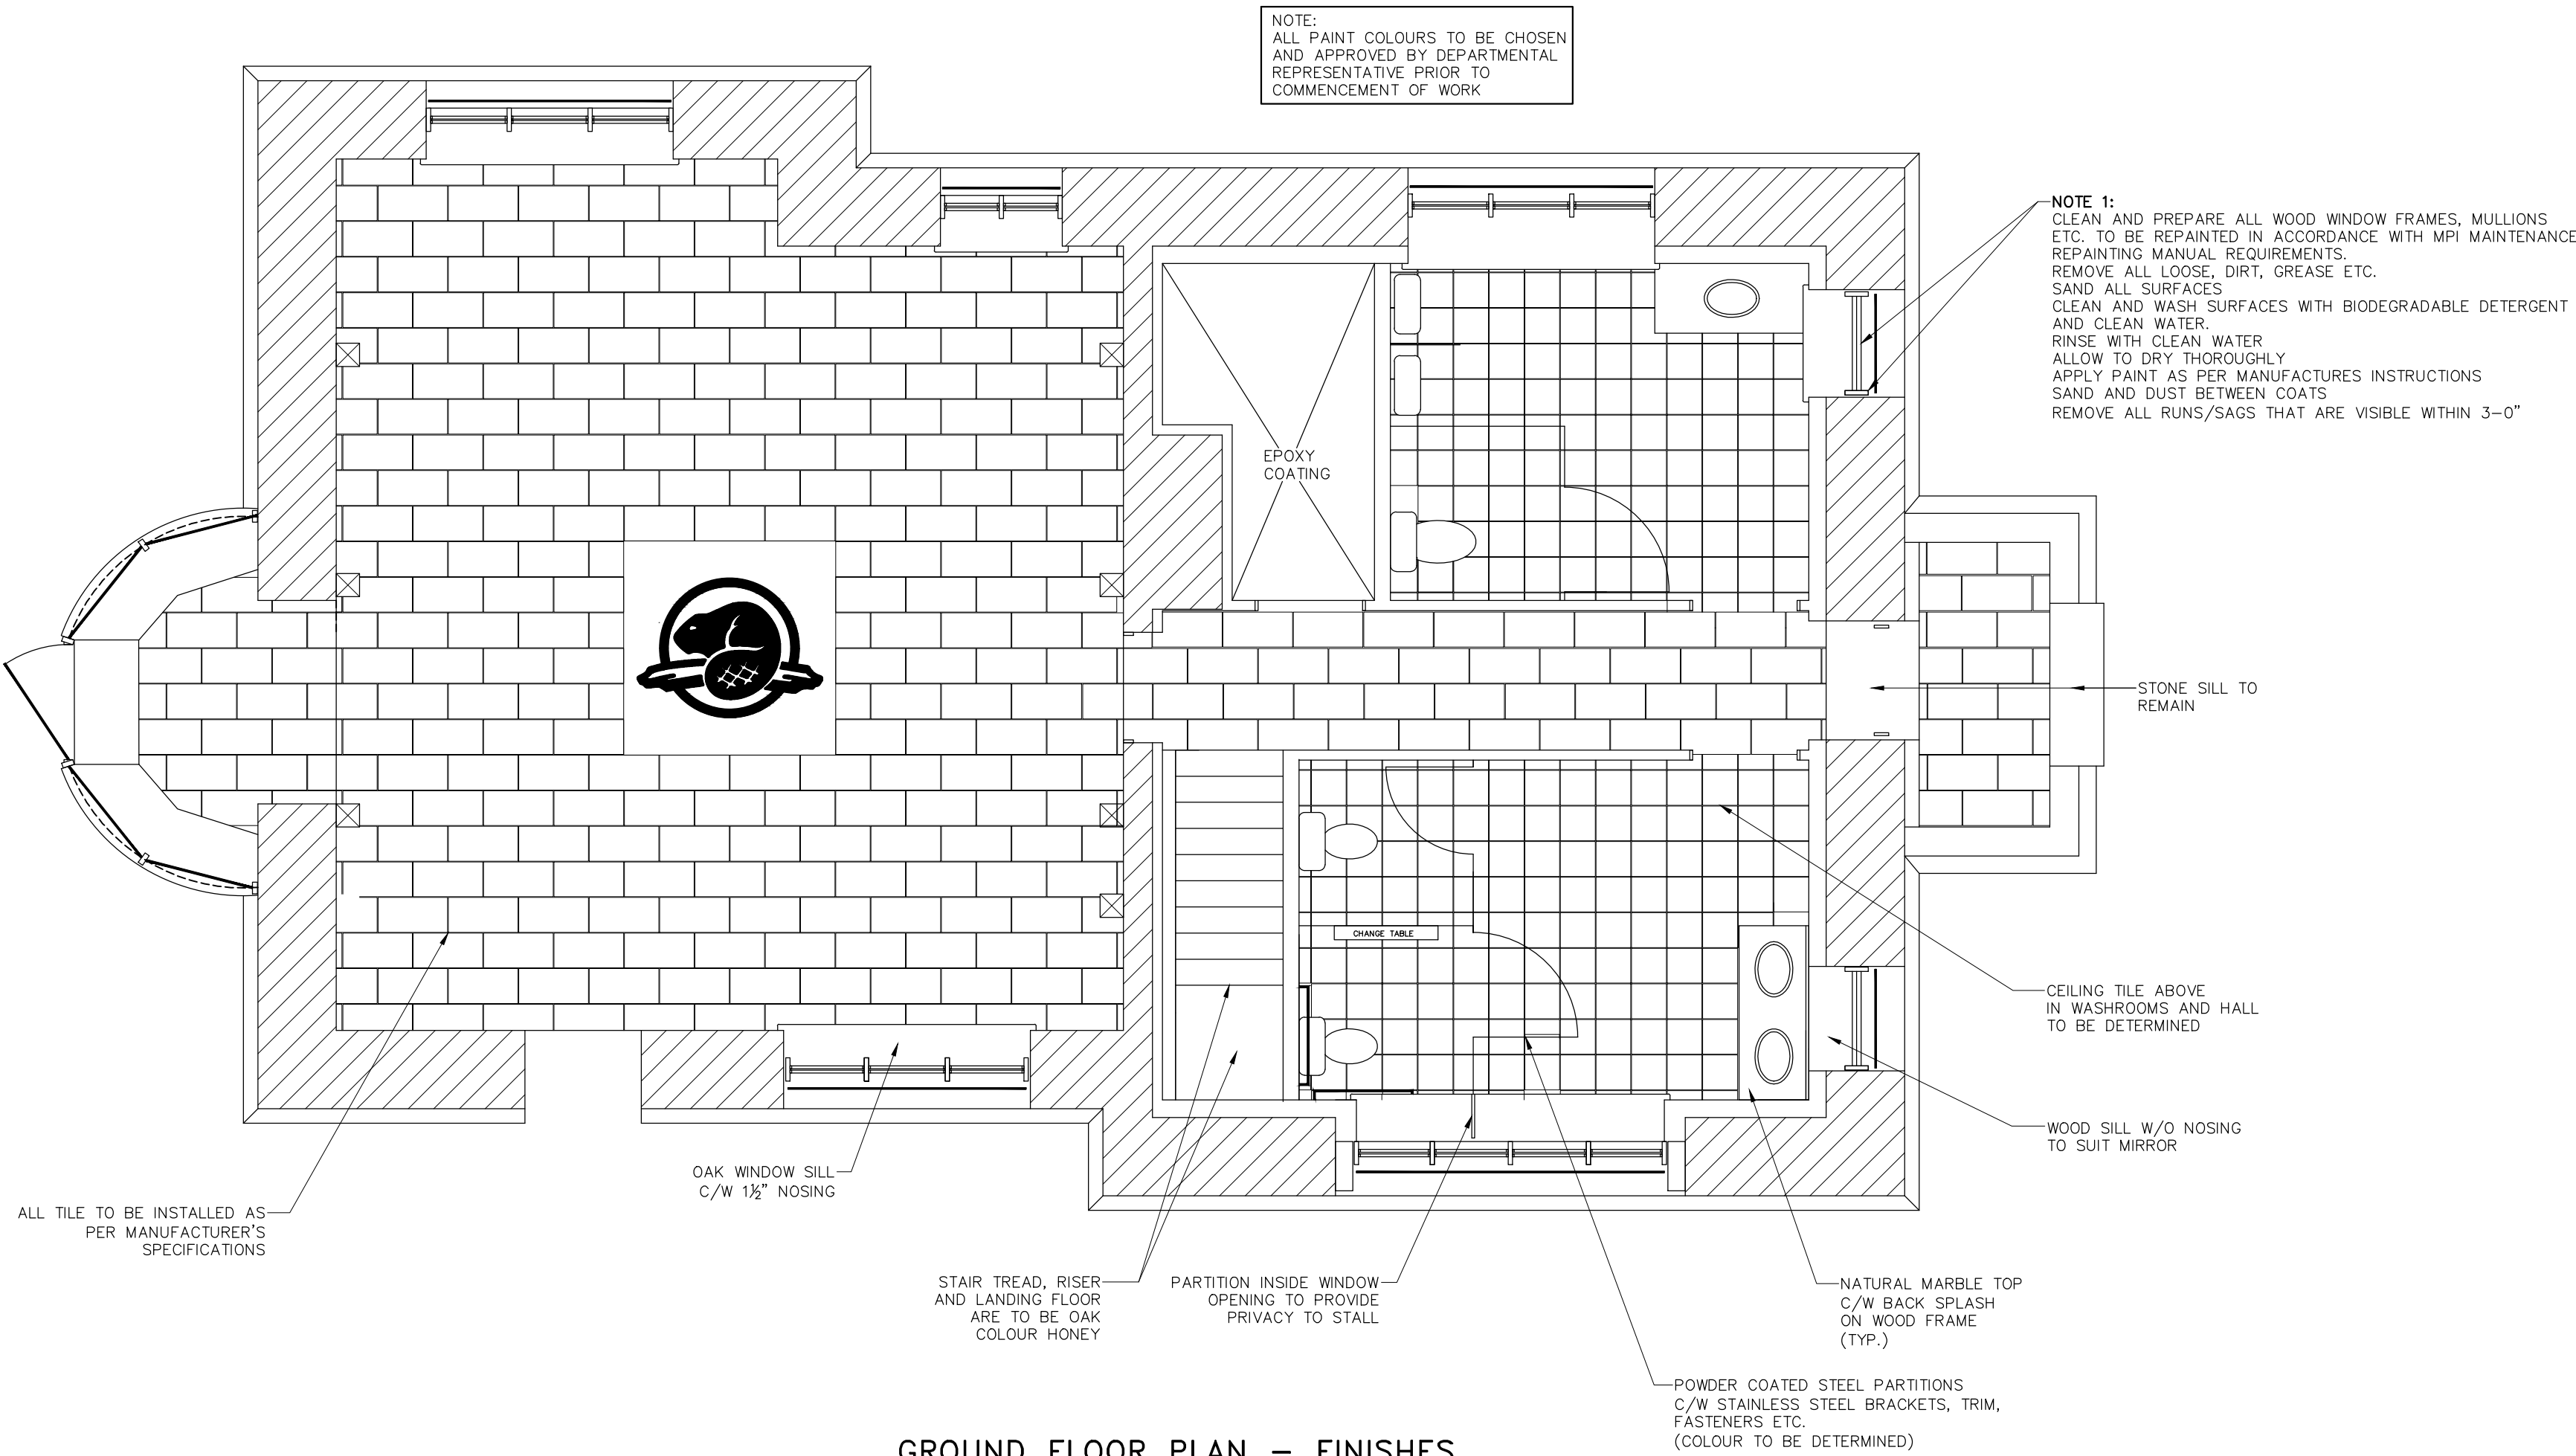 NOTE:
ALL PAINT COLOURS TO BE CHOSEN
AND APPROVED BY DEPARTMENTAL
REPRESENTATIVE PRIOR TO
COMMENCEMENT OF WORK
NOTE 1:
CLEAN AND PREPARE ALL WOOD WINDOW FRAMES, MULLIONS
ETC. TO BE REPAINTED IN ACCORDANCE WITH MPI MAINTENANCE
REPAINTING MANUAL REQUIREMENTS.
REMOVE ALL LOOSE, DIRT, GREASE ETC.
SAND ALL SURFACES
CLEAN AND WASH SURFACES WITH BIODEGRADABLE DETERGENT
AND CLEAN WATER.
RINSE WITH CLEAN WATER
ALLOW TO DRY THOROUGHLY
APPLY PAINT AS PER MANUFACTURES INSTRUCTIONS
SAND AND DUST BETWEEN COATS
REMOVE ALL RUNS/SAGS THAT ARE VISIBLE WITHIN 3-0"
EPOXY
COATING
STONE SILL TO
REMAIN
CHANGE TABLE
CEILING TILE ABOVE
IN WASHROOMS AND HALL
TO BE DETERMINED
WOOD SILL W/O NOSING
TO SUIT MIRROR
OAK WINDOW SILL
C/W 1½" NOSING
ALL TILE TO BE INSTALLED AS
PER MANUFACTURER'S
SPECIFICATIONS
STAIR TREAD, RISER
AND LANDING FLOOR
ARE TO BE OAK
COLOUR HONEY
PARTITION INSIDE WINDOW
OPENING TO PROVIDE
PRIVACY TO STALL
NATURAL MARBLE TOP
C/W BACK SPLASH
ON WOOD FRAME
(TYP.)
POWDER COATED STEEL PARTITIONS
C/W STAINLESS STEEL BRACKETS, TRIM,
FASTENERS ETC.
(COLOUR TO BE DETERMINED)
GROUND FLOOR PLAN - FINISHES